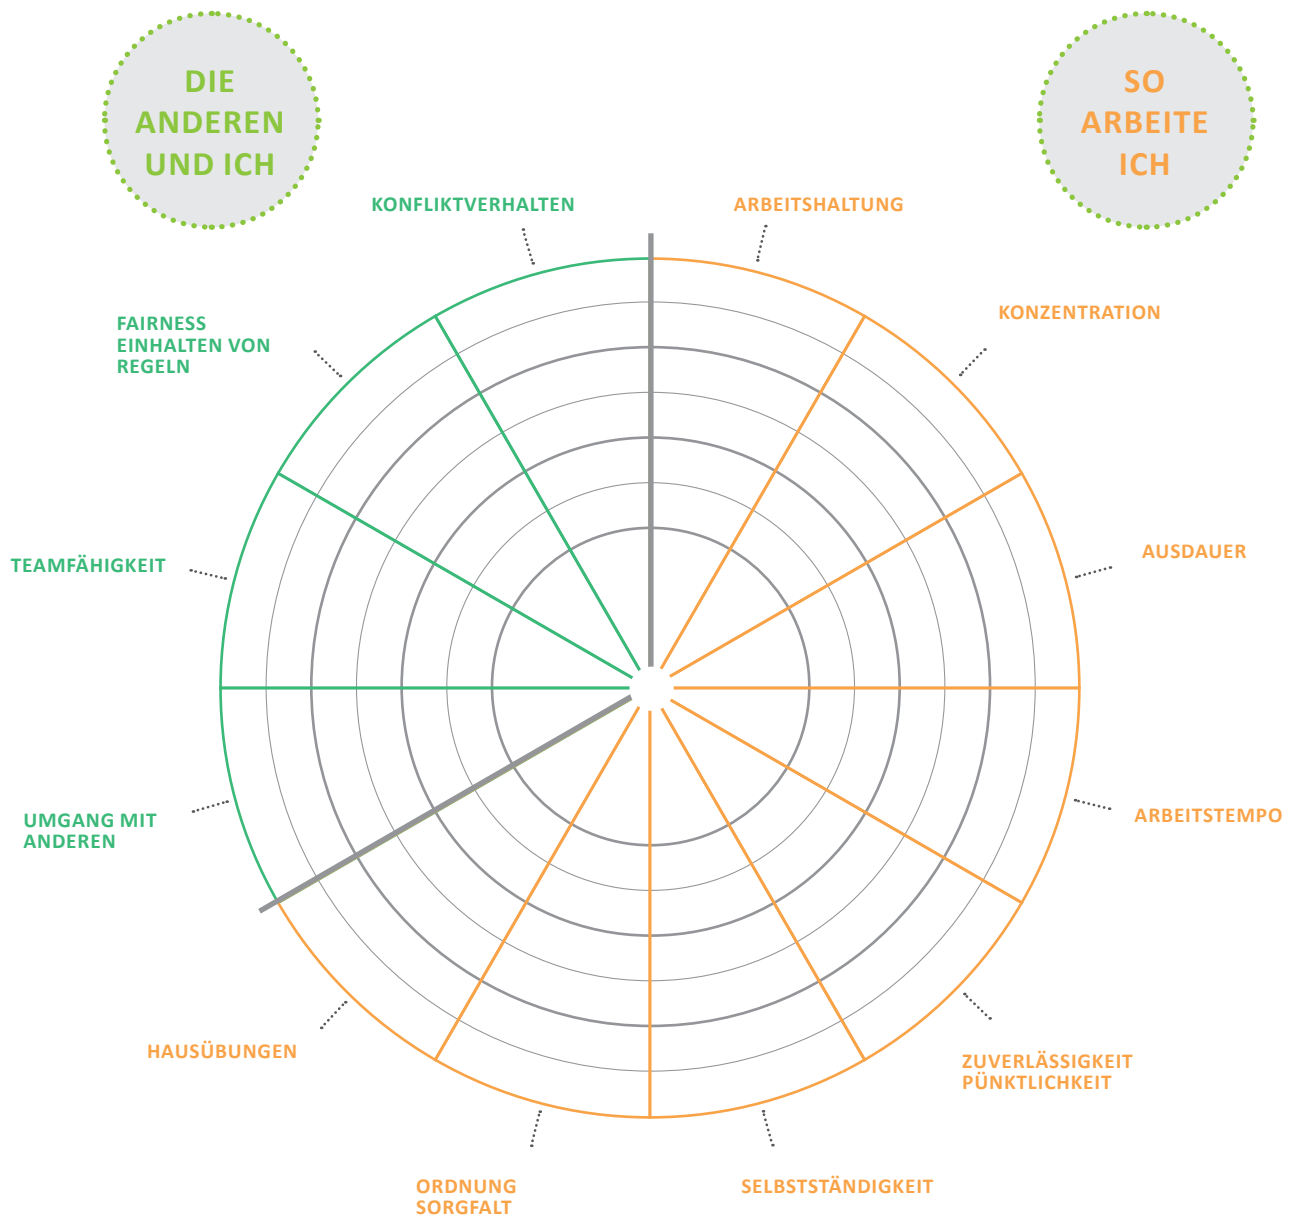 DIE
ANDEREN
UND ICH
SO
ARBEITE
ICH
KONFLIKTVERHALTEN
ARBEITSHALTUNG
KONZENTRATION
FAIRNESS
EINHALTEN VON
REGELN
TEAMFÄHIGKEIT
AUSDAUER
UMGANG MIT
ANDEREN
ARBEITSTEMPO
HAUSÜBUNGEN
ZUVERLÄSSIGKEIT
PÜNKTLICHKEIT
ORDNUNG
SORGFALT
SELBSTSTÄNDIGKEIT